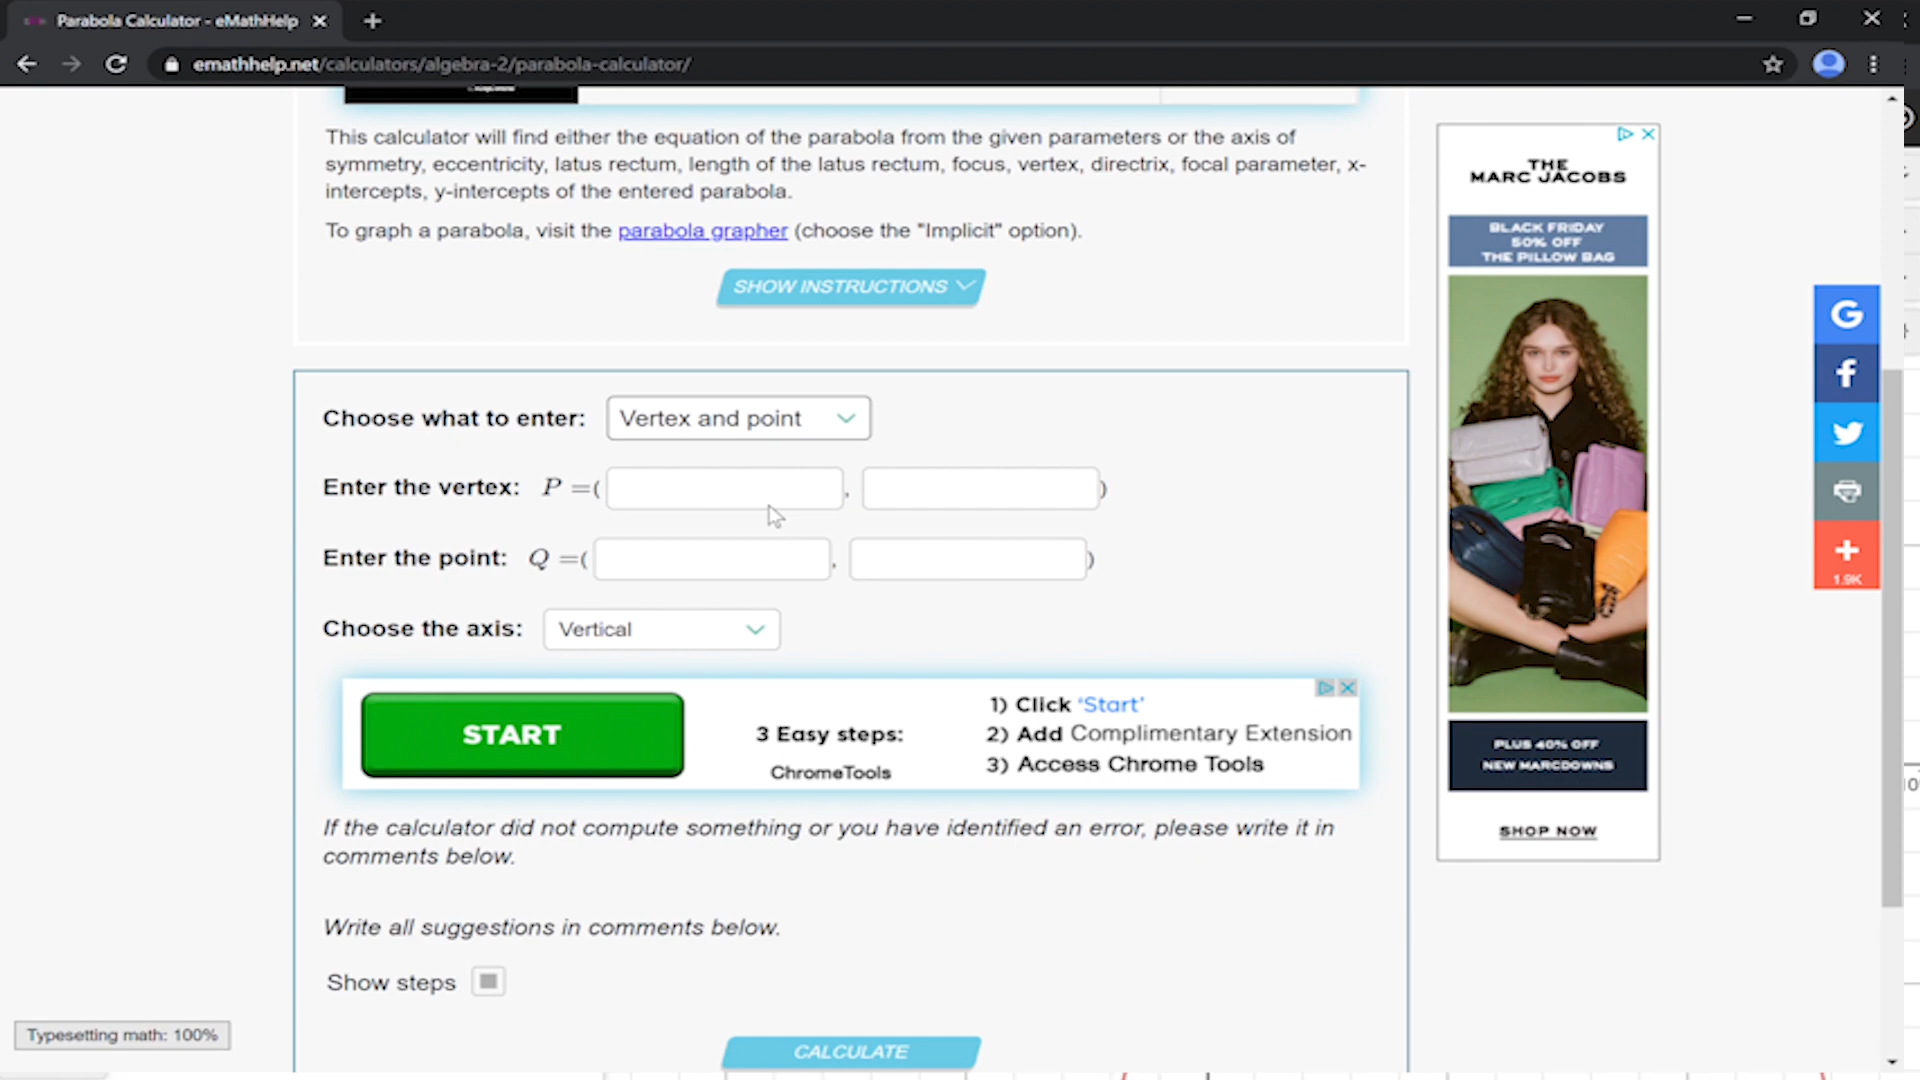 Parabola Calculator - eMathHelp
emathhelp.net/calculators/algebra-2/parabola-calculator/
This calculator will find either the equation of the parabola from the given parameters or the axis of
symmetry, eccentricity, latus rectum, length of the latus rectum, focus, vertex, directrix, focal parameter, x-
intercepts, y-intercepts of the entered parabola.
To graph a parabola, visit the parabola grapher (choose the "Implicit" option).
SHOW INSTRUCTIONS
Choose what to enter: Vertex and point
Enter the vertex: P =( , )
Enter the point: Q =( , )
Choose the axis: Vertical
START
3 Easy steps:
ChromeTools
1) Click 'Start'
2) Add Complimentary Extension
3) Access Chrome Tools
If the calculator did not compute something or you have identified an error, please write it in
comments below.
Write all suggestions in comments below.
Show steps
CALCULATE
Typesetting math: 100%
THE
MARC JACOBS
BLACK FRIDAY
50% OFF
THE PILLOW BAG
PLUS 40% OFF
NEW MARCDOWNS
SHOP NOW
G
f
+
1.9K